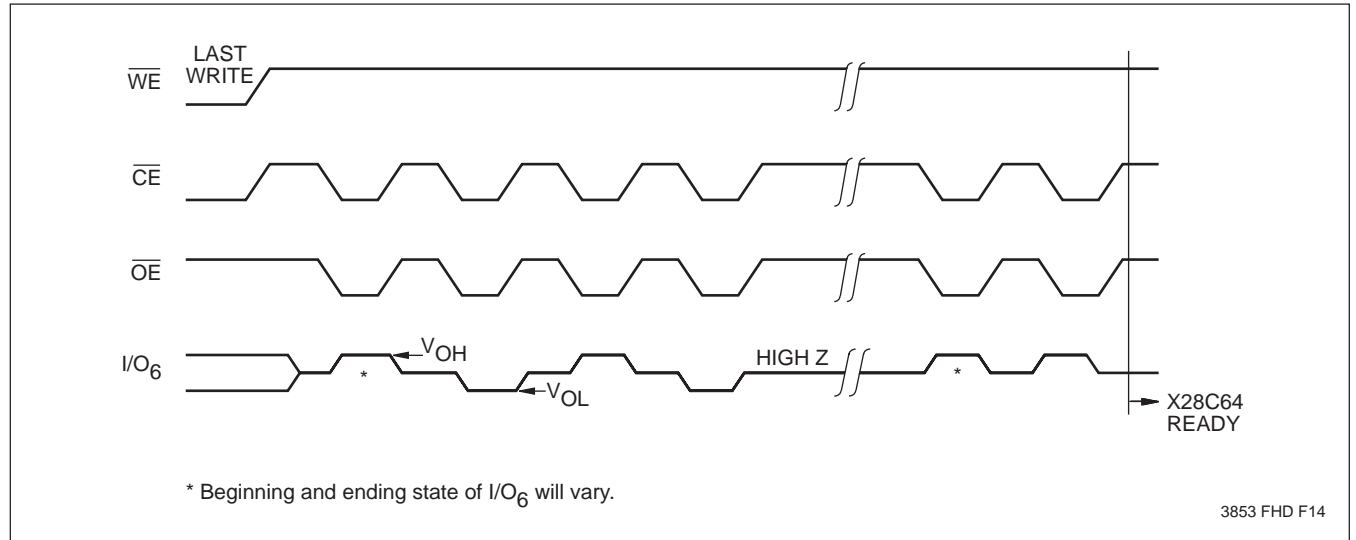 LAST
WRITE
WE
CE
OE
I/O6
VOH
VOL
HIGH Z
*
*
X28C64
READY
* Beginning and ending state of I/O6 will vary.
3853 FHD F14